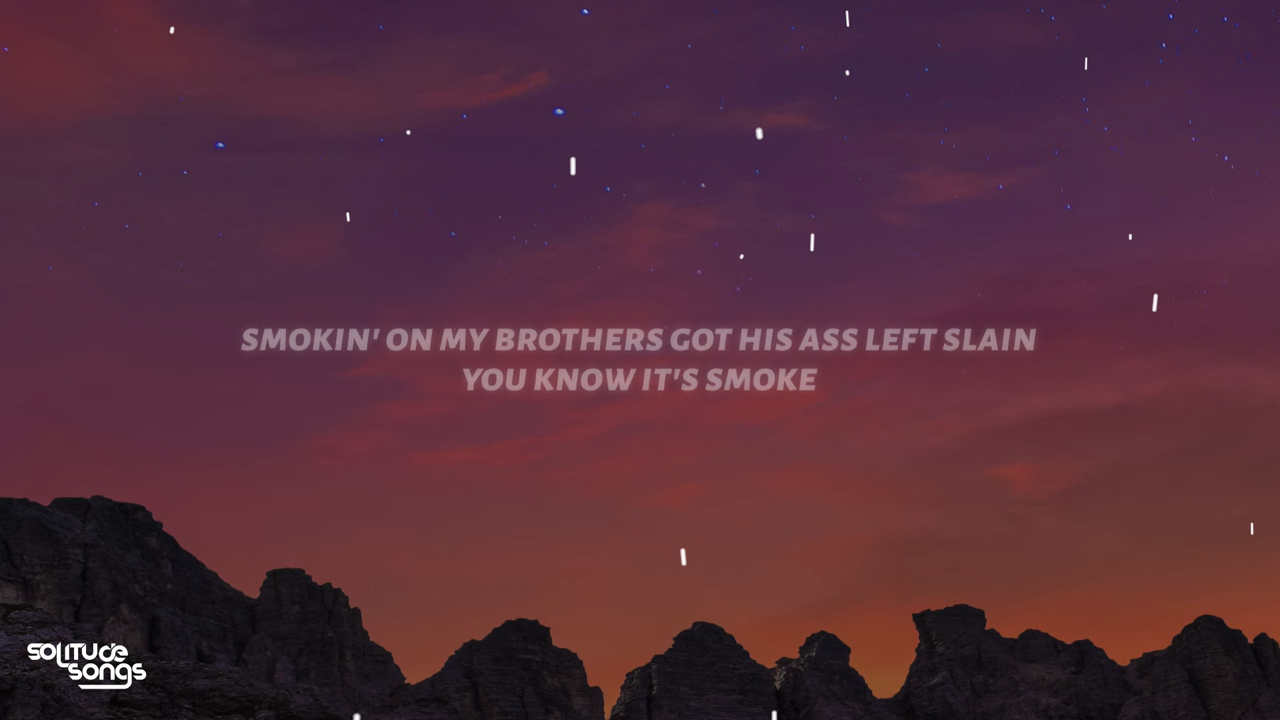 SMOKIN' ON MY BROTHERS GOT HIS ASS LEFT SLAIN
YOU KNOW IT'S SMOKE
SOLITUDE
SONGS